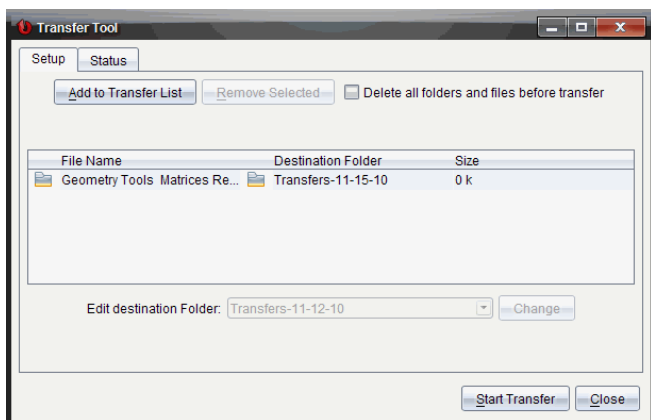 Transfer Tool
Setup Status
Add to Transfer List Remove Selected Delete all folders and files before transfer
File Name Destination Folder Size
Geometry Tools Matrices Re... Transfers-11-15-10 0 k
Edit destination Folder: Transfers-11-12-10 Change
Start Transfer Close